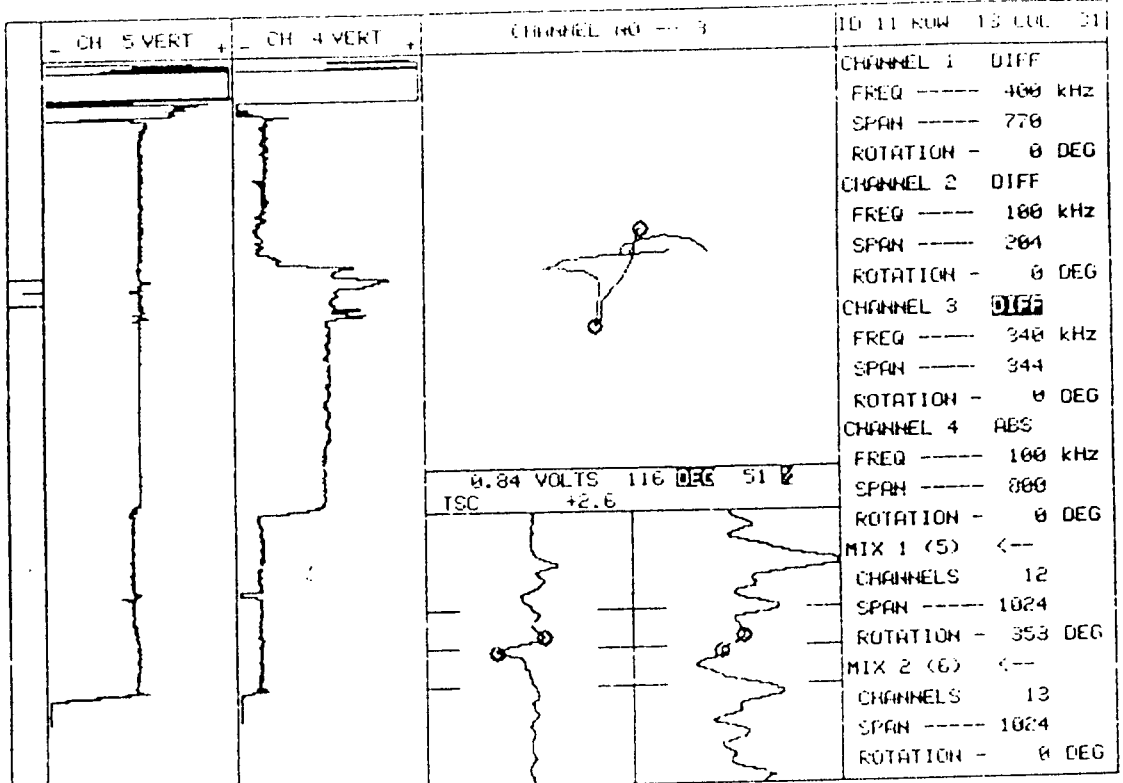 - CH 5 VERT +
- CH 4 VERT +
CHANNEL NO -- 3
ID 11 ROW 13 COL 31
CHANNEL 1 DIFF
FREQ ----- 400 kHz
SPAN ----- 770
ROTATION - 0 DEG
CHANNEL 2 DIFF
FREQ ----- 100 kHz
SPAN ----- 204
ROTATION - 0 DEG
CHANNEL 3 DIFF
FREQ ----- 340 kHz
SPAN ----- 344
ROTATION - 0 DEG
CHANNEL 4 ABS
FREQ ----- 100 kHz
SPAN ----- 800
ROTATION - 0 DEG
MIX 1 (5) <--
CHANNELS 12
SPAN ----- 1024
ROTATION - 353 DEG
MIX 2 (6) <--
CHANNELS 13
SPAN ----- 1024
ROTATION - 0 DEG
0.84 VOLTS 116 DEG 51 %
TSC +2.6